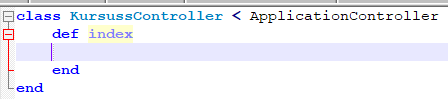 class KursussController < ApplicationController
    def index

    end
end